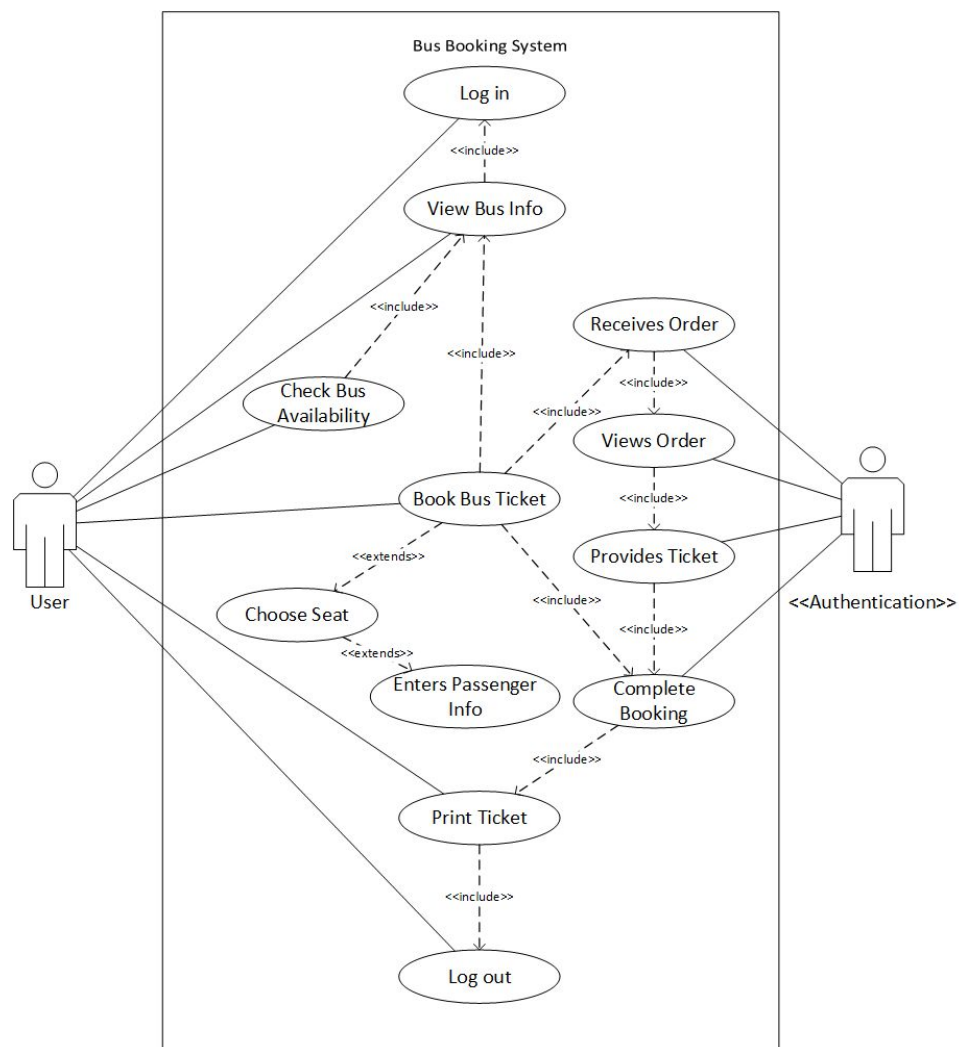 Bus Booking System
Log in
<<include>>
View Bus Info
<<include>>
Receives Order
<<include>>
<<include>>
Check Bus
Availability
<<include>>
Views Order
Book Bus Ticket
<<include>>
<<extends>>
Provides Ticket
User
<<Authentication>>
Choose Seat
<<include>>
<<include>>
<<extends>>
Enters Passenger
Info
Complete
Booking
<<include>>
Print Ticket
<<include>>
Log out